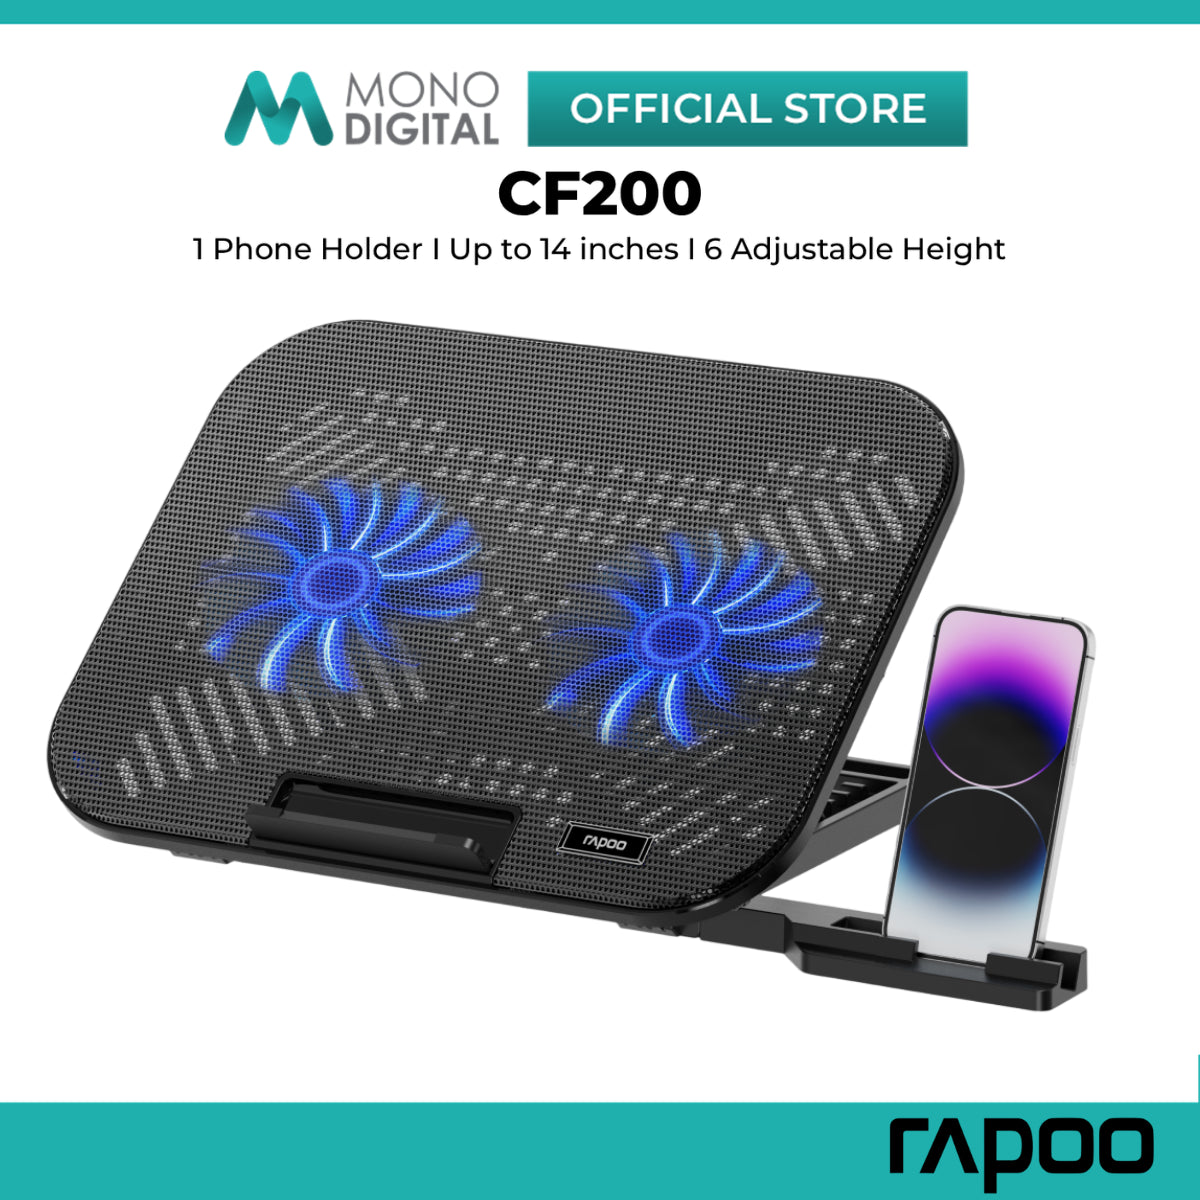 MONO
DIGITAL
OFFICIAL STORE
CF200
1 Phone Holder I Up to 14 inches I 6 Adjustable Height
rapoo
rapoo